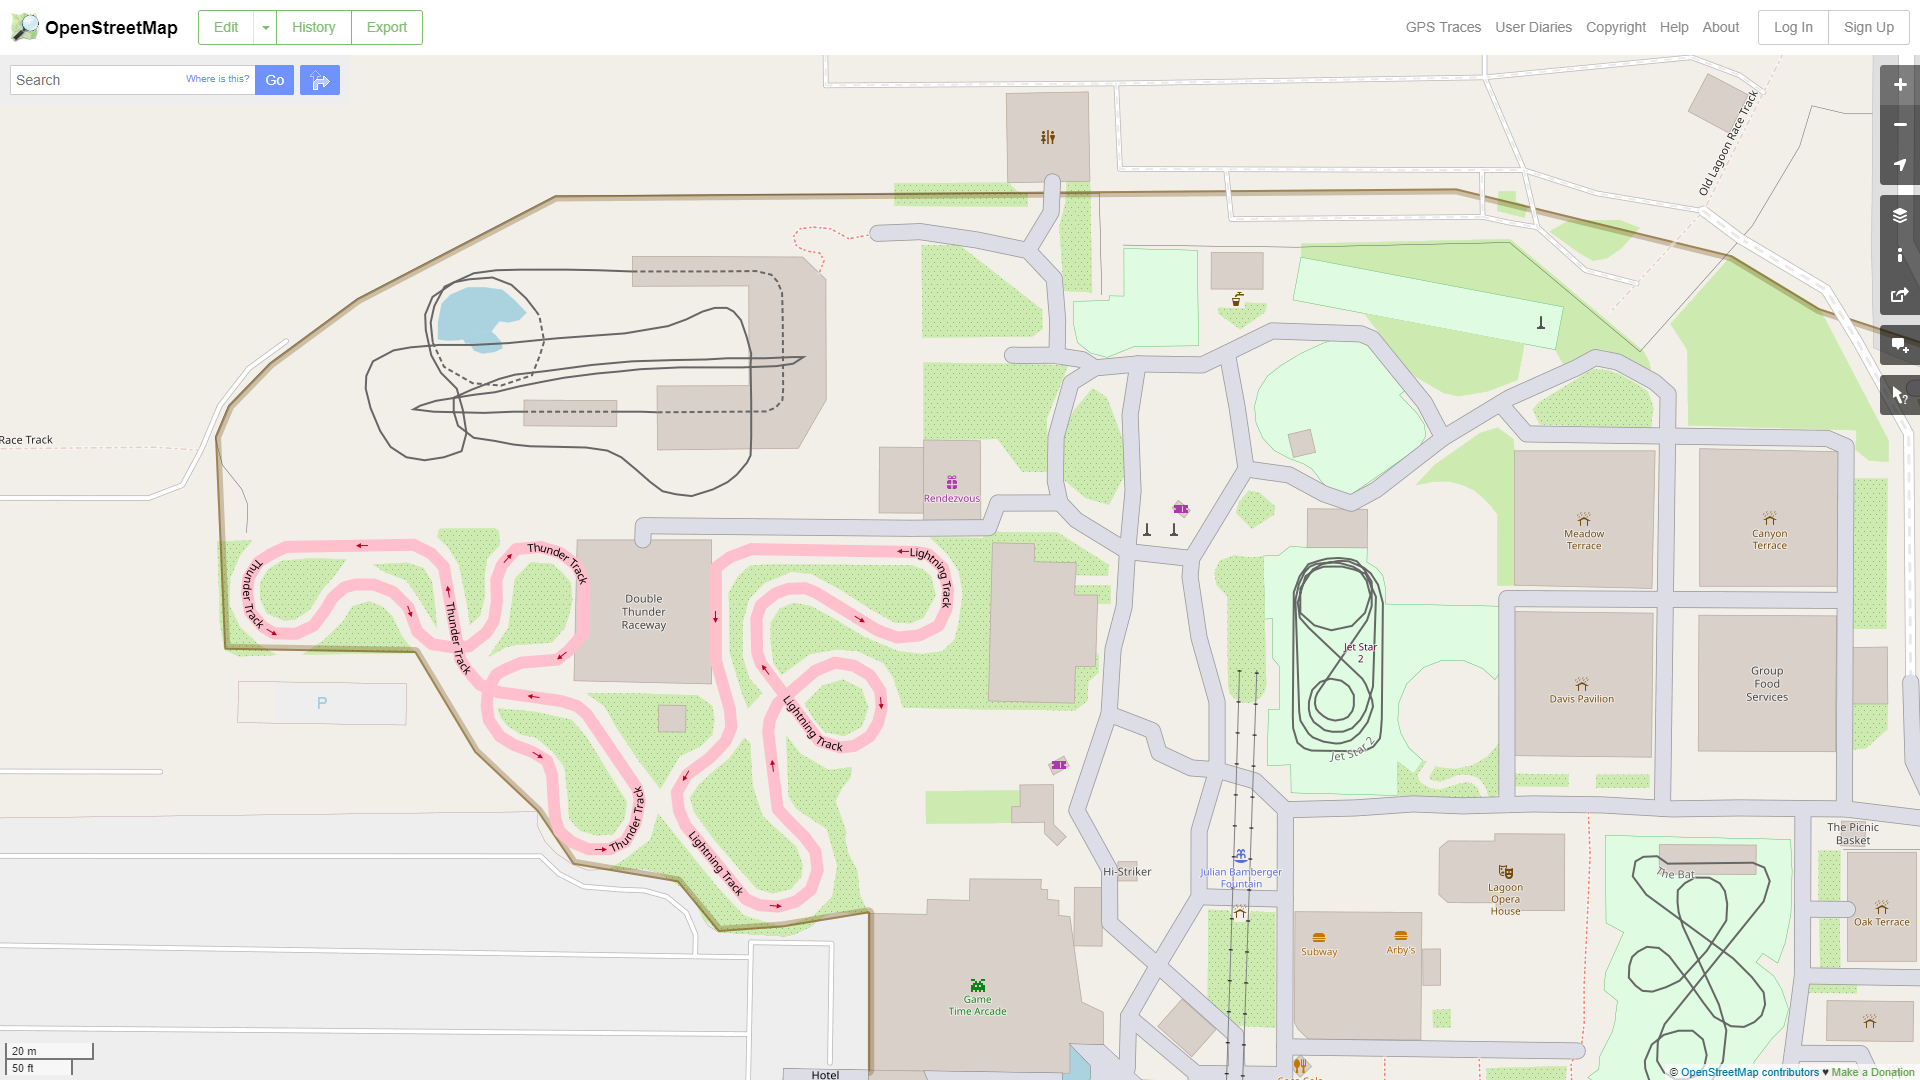 OpenStreetMap
Edit
History
Export
GPS Traces
User Diaries
Copyright
Help
About
Log In
Sign Up
Search
Where is this?
Go
Old Lagoon Race Track
Race Track
Rendezvous
Meadow
Terrace
Canyon
Terrace
Thunder Track
Thunder Track
Thunder Track
Thunder Track
Double
Thunder
Raceway
Lightning Track
Lightning Track
Lightning Track
Jet Star
2
Jet Star 2
Davis Pavilion
Group
Food
Services
P
The Picnic
Basket
Hi-Striker
Julian Bamberger
Fountain
Lagoon
Opera
House
The Bat
Oak Terrace
Subway
Arby's
Game
Time Arcade
Hotel
20 m
50 ft
© OpenStreetMap contributors ♥ Make a Donation